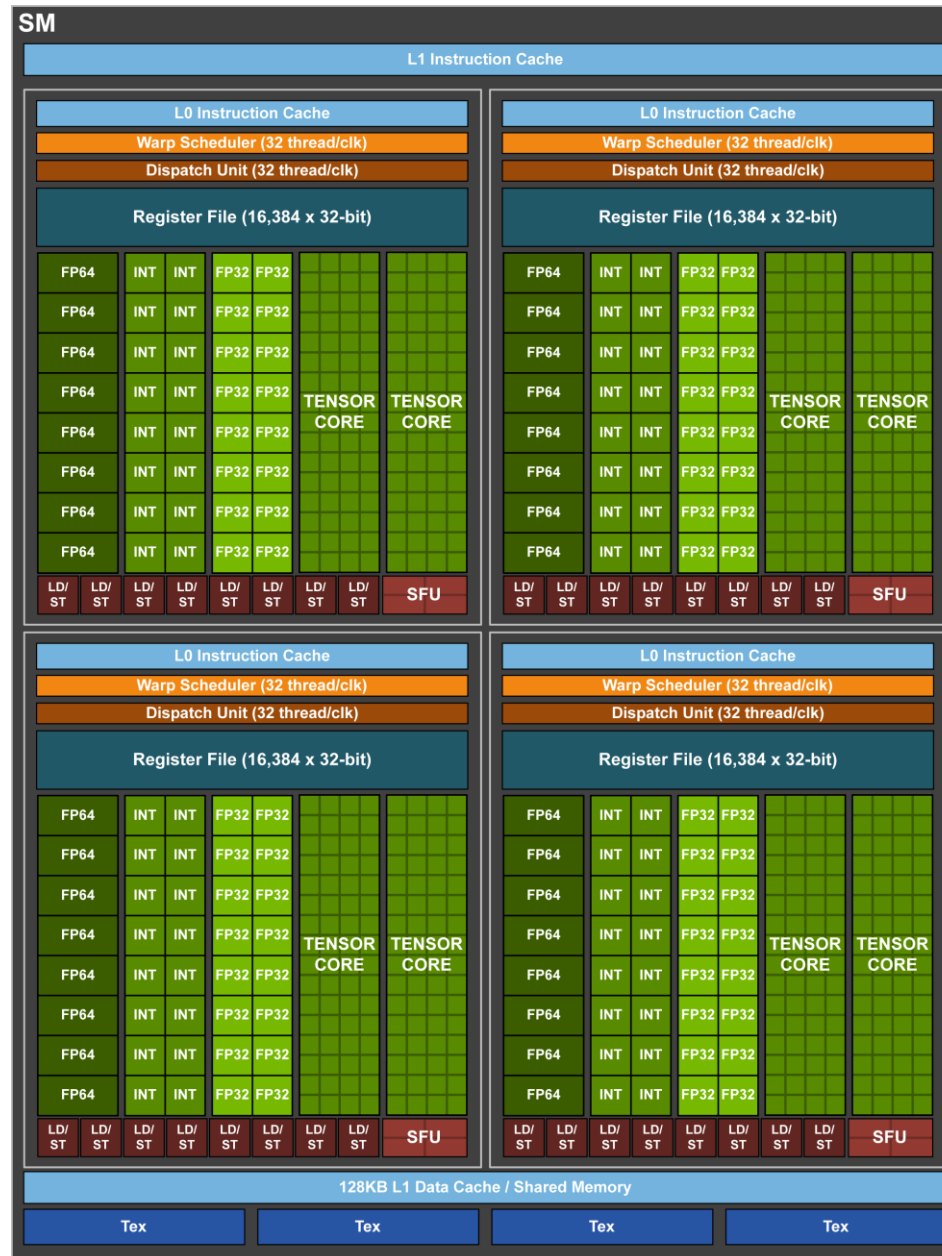 SM
L1 Instruction Cache
L0 Instruction Cache
Warp Scheduler (32 thread/clk)
Dispatch Unit (32 thread/clk)
Register File (16,384 x 32-bit)
FP64 INT INT FP32 FP32
FP64 INT INT FP32 FP32
FP64 INT INT FP32 FP32
FP64 INT INT FP32 FP32
TENSOR CORE TENSOR CORE
FP64 INT INT FP32 FP32
FP64 INT INT FP32 FP32
FP64 INT INT FP32 FP32
FP64 INT INT FP32 FP32
LD/ST LD/ST LD/ST LD/ST LD/ST LD/ST LD/ST LD/ST SFU
L0 Instruction Cache
Warp Scheduler (32 thread/clk)
Dispatch Unit (32 thread/clk)
Register File (16,384 x 32-bit)
FP64 INT INT FP32 FP32
FP64 INT INT FP32 FP32
FP64 INT INT FP32 FP32
FP64 INT INT FP32 FP32
TENSOR CORE TENSOR CORE
FP64 INT INT FP32 FP32
FP64 INT INT FP32 FP32
FP64 INT INT FP32 FP32
FP64 INT INT FP32 FP32
LD/ST LD/ST LD/ST LD/ST LD/ST LD/ST LD/ST LD/ST SFU
L0 Instruction Cache
Warp Scheduler (32 thread/clk)
Dispatch Unit (32 thread/clk)
Register File (16,384 x 32-bit)
FP64 INT INT FP32 FP32
FP64 INT INT FP32 FP32
FP64 INT INT FP32 FP32
FP64 INT INT FP32 FP32
TENSOR CORE TENSOR CORE
FP64 INT INT FP32 FP32
FP64 INT INT FP32 FP32
FP64 INT INT FP32 FP32
FP64 INT INT FP32 FP32
LD/ST LD/ST LD/ST LD/ST LD/ST LD/ST LD/ST LD/ST SFU
L0 Instruction Cache
Warp Scheduler (32 thread/clk)
Dispatch Unit (32 thread/clk)
Register File (16,384 x 32-bit)
FP64 INT INT FP32 FP32
FP64 INT INT FP32 FP32
FP64 INT INT FP32 FP32
FP64 INT INT FP32 FP32
TENSOR CORE TENSOR CORE
FP64 INT INT FP32 FP32
FP64 INT INT FP32 FP32
FP64 INT INT FP32 FP32
FP64 INT INT FP32 FP32
LD/ST LD/ST LD/ST LD/ST LD/ST LD/ST LD/ST LD/ST SFU
128KB L1 Data Cache / Shared Memory
Tex Tex Tex Tex